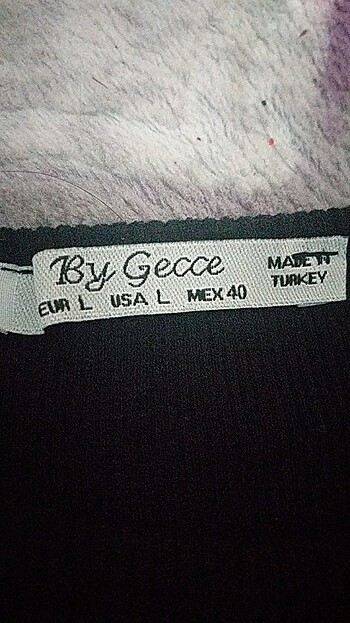 By Gecce
EUR L USA L MEX 40
MADE IN
TURKEY